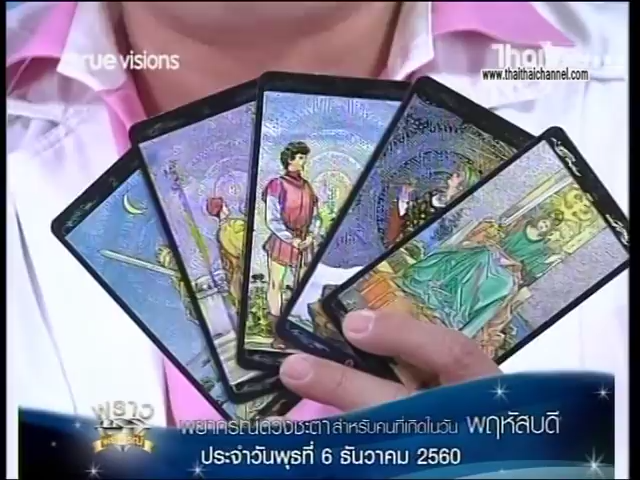 true visions
Thai
www.thaithaichannel.com
พยากรณ์ดวงชะตา สำหรับคนที่เกิดในวัน พฤหัสบดี
ประจำวันพุธที่ 6 ธันวาคม 2560